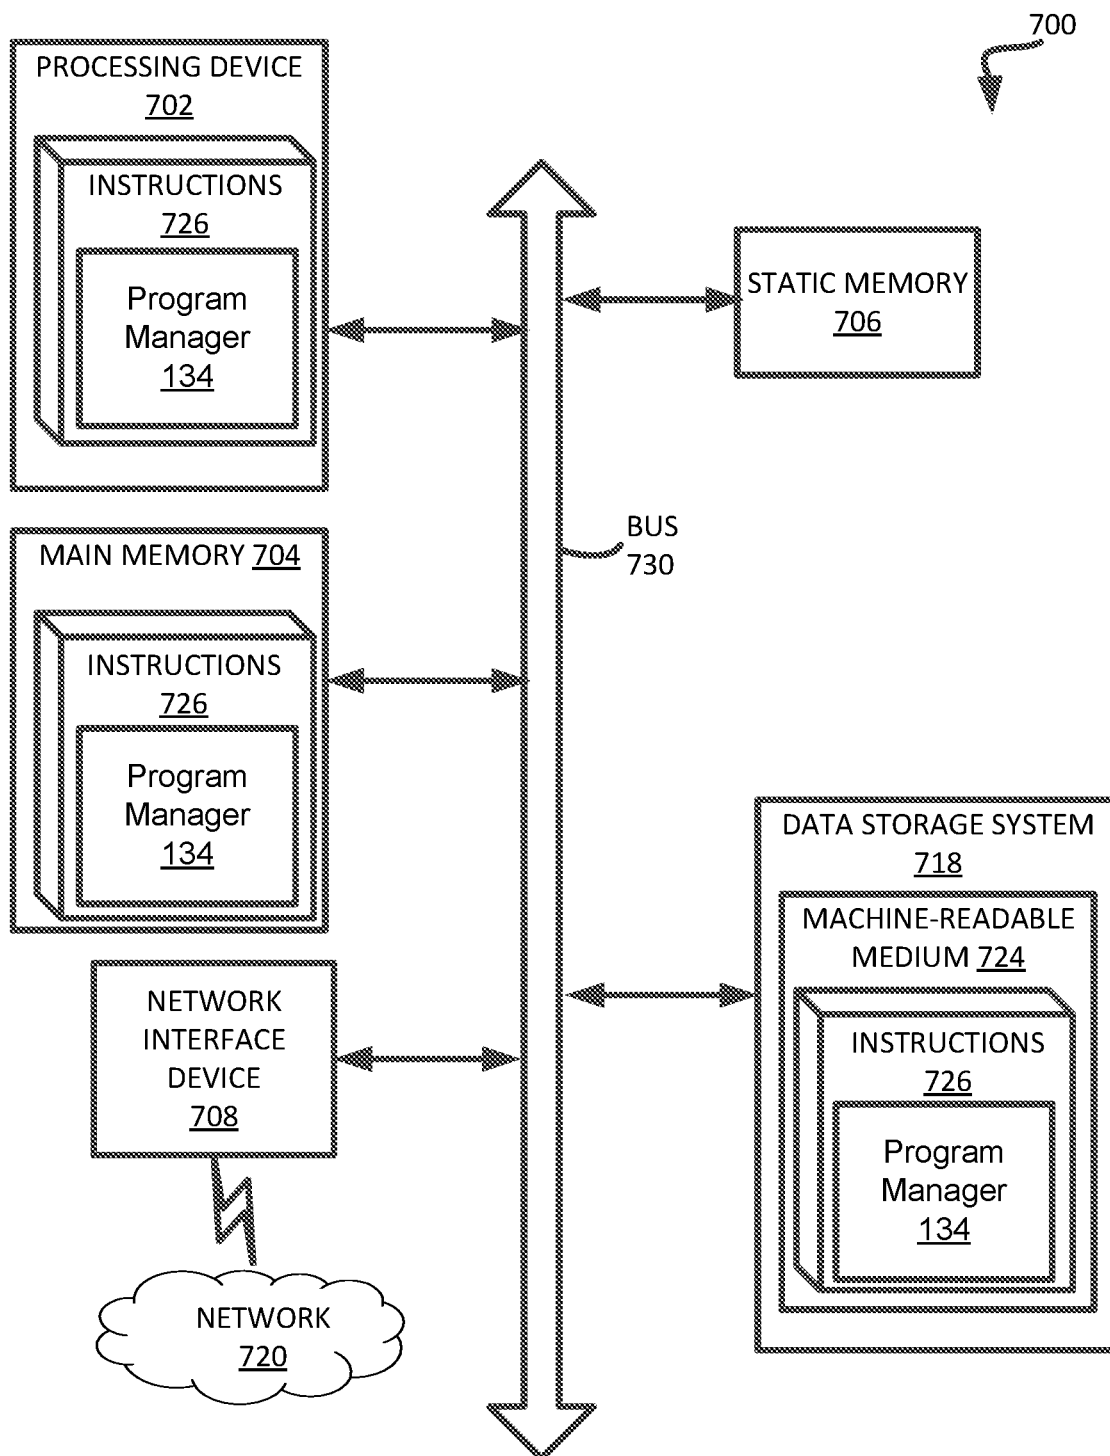 700
PROCESSING DEVICE
702
INSTRUCTIONS
726
Program
Manager
134
STATIC MEMORY
706
BUS
730
MAIN MEMORY 704
INSTRUCTIONS
726
Program
Manager
134
DATA STORAGE SYSTEM
718
MACHINE-READABLE
MEDIUM 724
INSTRUCTIONS
726
Program
Manager
134
NETWORK
INTERFACE
DEVICE
708
NETWORK
720